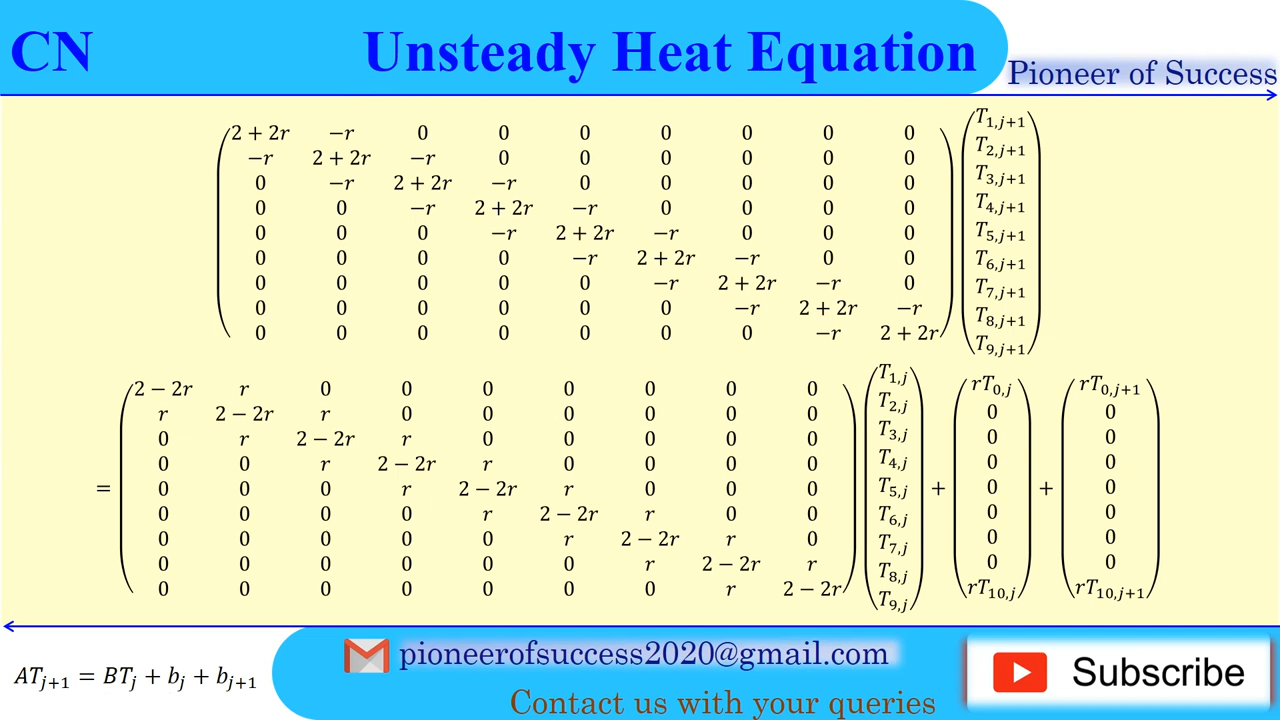 CN Unsteady Heat Equation
Pioneer of Success
2 + 2r −r 0 0 0 0 0 0 0 T1,j+1
−r 2 + 2r −r 0 0 0 0 0 0 T2,j+1
0 −r 2 + 2r −r 0 0 0 0 0 T3,j+1
0 0 −r 2 + 2r −r 0 0 0 0 T4,j+1
0 0 0 −r 2 + 2r −r 0 0 0 T5,j+1
0 0 0 0 −r 2 + 2r −r 0 0 T6,j+1
0 0 0 0 0 −r 2 + 2r −r 0 T7,j+1
0 0 0 0 0 0 −r 2 + 2r −r T8,j+1
0 0 0 0 0 0 0 −r 2 + 2r T9,j+1
2 − 2r r 0 0 0 0 0 0 0 T1,j rT0,j rT0,j+1
r 2 − 2r r 0 0 0 0 0 0 T2,j 0 0
0 r 2 − 2r r 0 0 0 0 0 T3,j 0 0
0 0 r 2 − 2r r 0 0 0 0 T4,j 0 0
= 0 0 0 r 2 − 2r r 0 0 0 T5,j + 0 + 0
0 0 0 0 r 2 − 2r r 0 0 T6,j 0 0
0 0 0 0 0 r 2 − 2r r 0 T7,j 0 0
0 0 0 0 0 0 r 2 − 2r r T8,j 0 0
0 0 0 0 0 0 0 r 2 − 2r T9,j rT10,j rT10,j+1
ATj+1 = BTj + bj + bj+1
pioneerofsuccess2020@gmail.com
Contact us with your queries
Subscribe